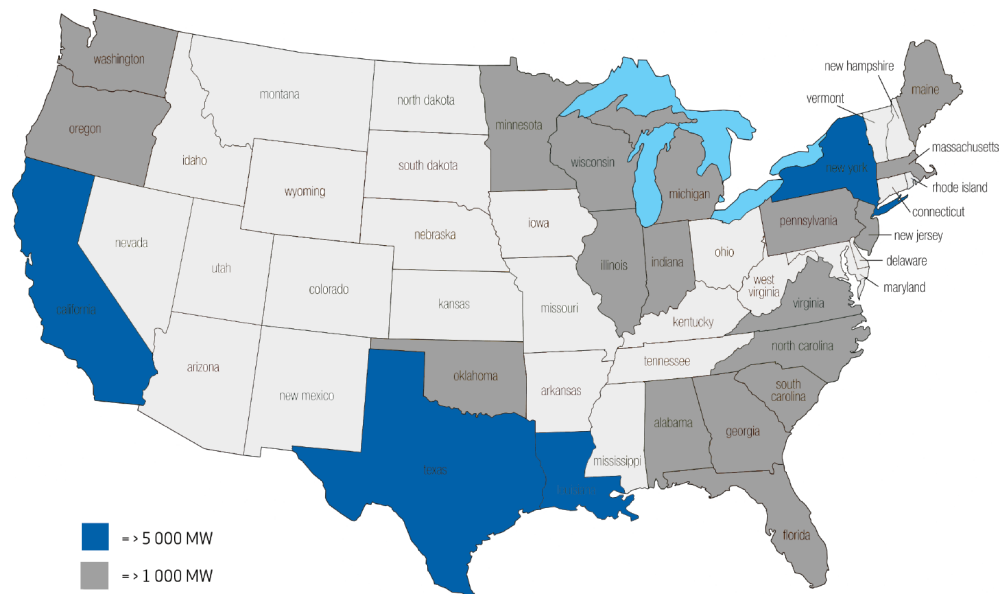 washington
montana
north dakota
minnesota
new hampshire
vermont
maine
oregon
idaho
south dakota
wisconsin
michigan
new york
massachusetts
rhode island
connecticut
wyoming
iowa
nebraska
pennsylvania
new jersey
nevada
utah
colorado
kansas
illinois
indiana
ohio
west
virginia
delaware
maryland
california
missouri
kentucky
virginia
north carolina
arizona
new mexico
oklahoma
arkansas
tennessee
south
carolina
texas
mississippi
alabama
georgia
florida
= > 5 000 MW
= > 1 000 MW